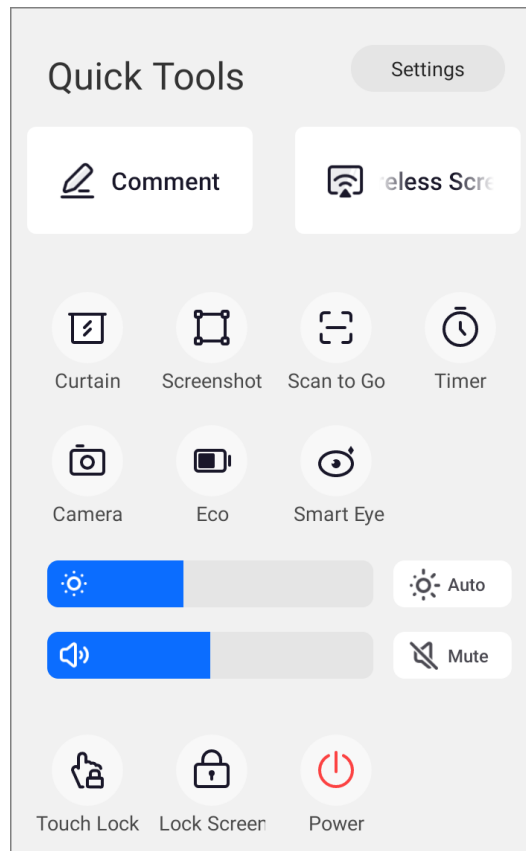 Quick Tools
Settings
Comment
eless Scre
Curtain
Screenshot
Scan to Go
Timer
Camera
Eco
Smart Eye
Auto
Mute
Touch Lock
Lock Screen
Power